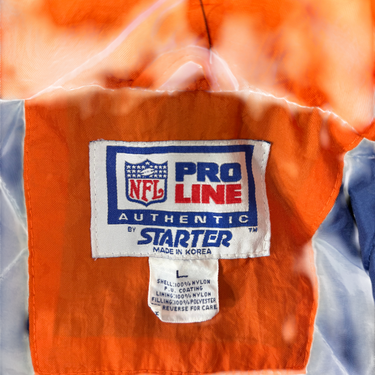 NFL
PRO
LINE
AUTHENTIC
BY STARTER ™
MADE IN KOREA
L
SHELL:100% NYLON
P.U. COATING
LINING:100% NYLON
FILLING:100% POLYESTER
REVERSE FOR CARE